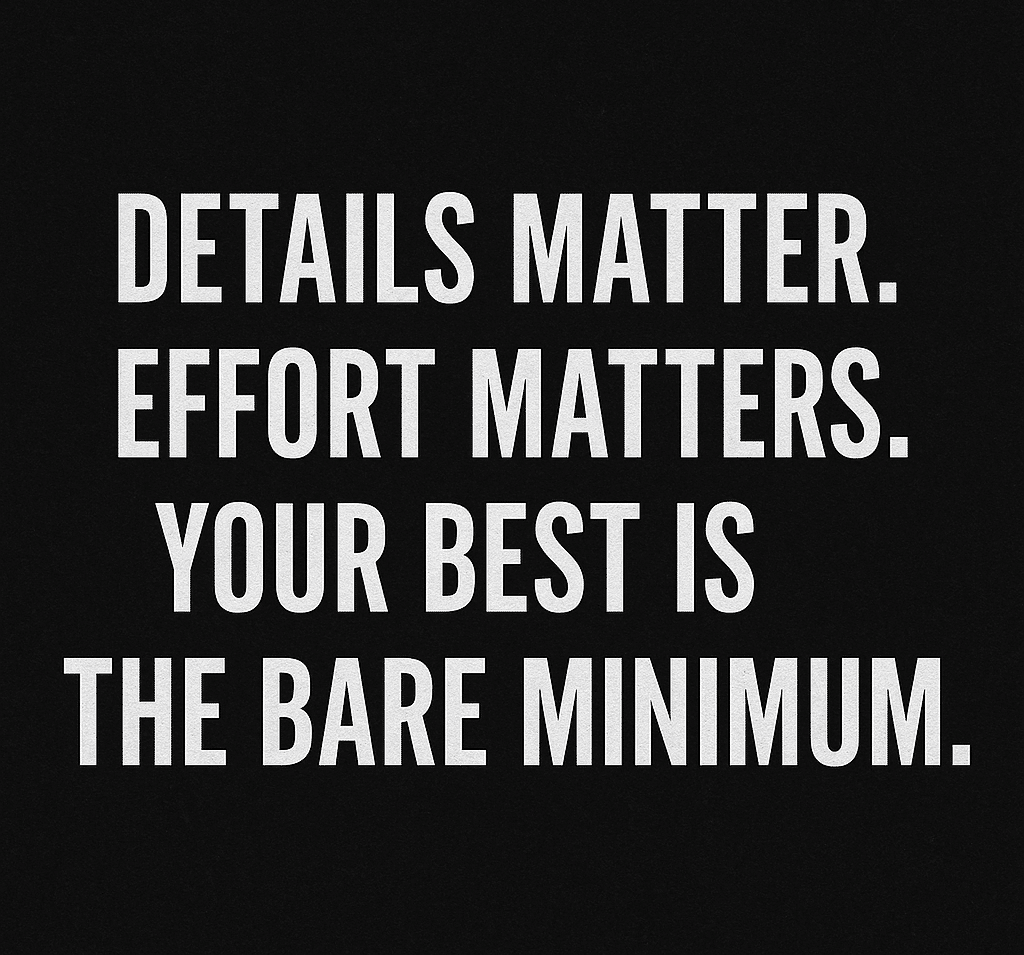 DETAILS MATTER.
EFFORT MATTERS.
YOUR BEST IS
THE BARE MINIMUM.